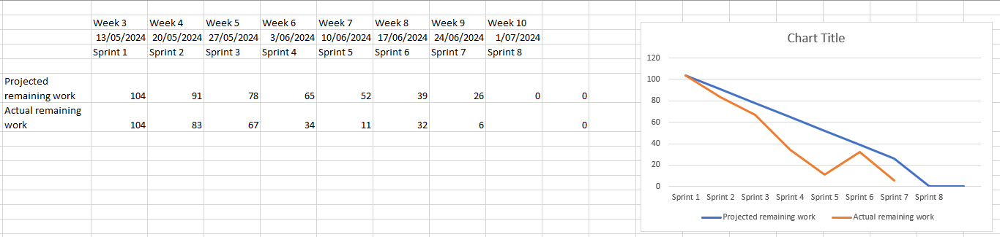 Week 3 Week 4 Week 5 Week 6 Week 7 Week 8 Week 9 Week 10
13/05/2024 20/05/2024 27/05/2024 3/06/2024 10/06/2024 17/06/2024 24/06/2024 1/07/2024
Sprint 1 Sprint 2 Sprint 3 Sprint 4 Sprint 5 Sprint 6 Sprint 7 Sprint 8
Projected
remaining work 104 91 78 65 52 39 26 0 0
Actual remaining
work 104 83 67 34 11 32 6 0
Chart Title
120
100
80
60
40
20
0
Sprint 1 Sprint 2 Sprint 3 Sprint 4 Sprint 5 Sprint 6 Sprint 7 Sprint 8
Projected remaining work Actual remaining work